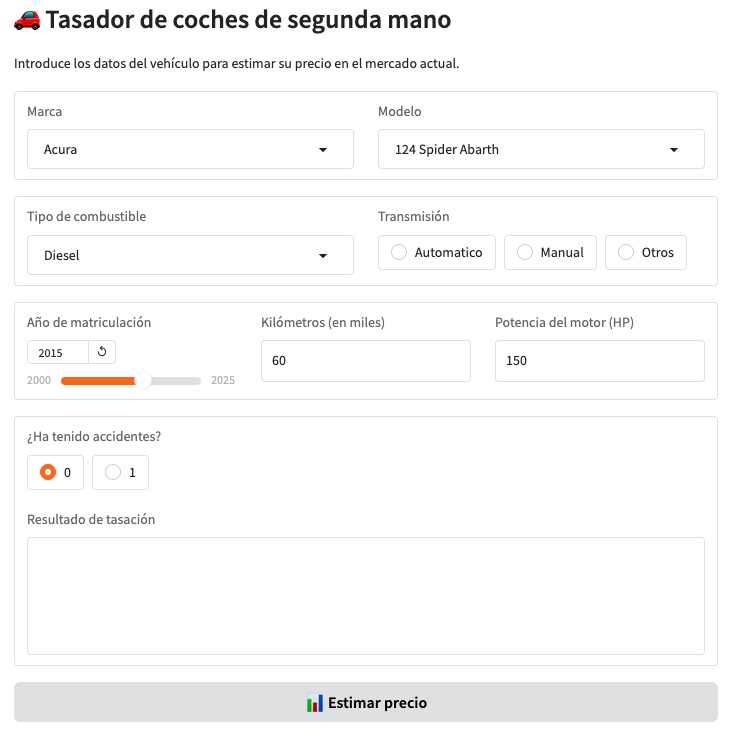 🚗 Tasador de coches de segunda mano
Introduce los datos del vehículo para estimar su precio en el mercado actual.
Marca
Modelo
Acura
124 Spider Abarth
Tipo de combustible
Transmisión
Diesel
Automatico
Manual
Otros
Año de matriculación
Kilómetros (en miles)
Potencia del motor (HP)
2015
60
150
2000
2025
¿Ha tenido accidentes?
0
1
Resultado de tasación
📊 Estimar precio